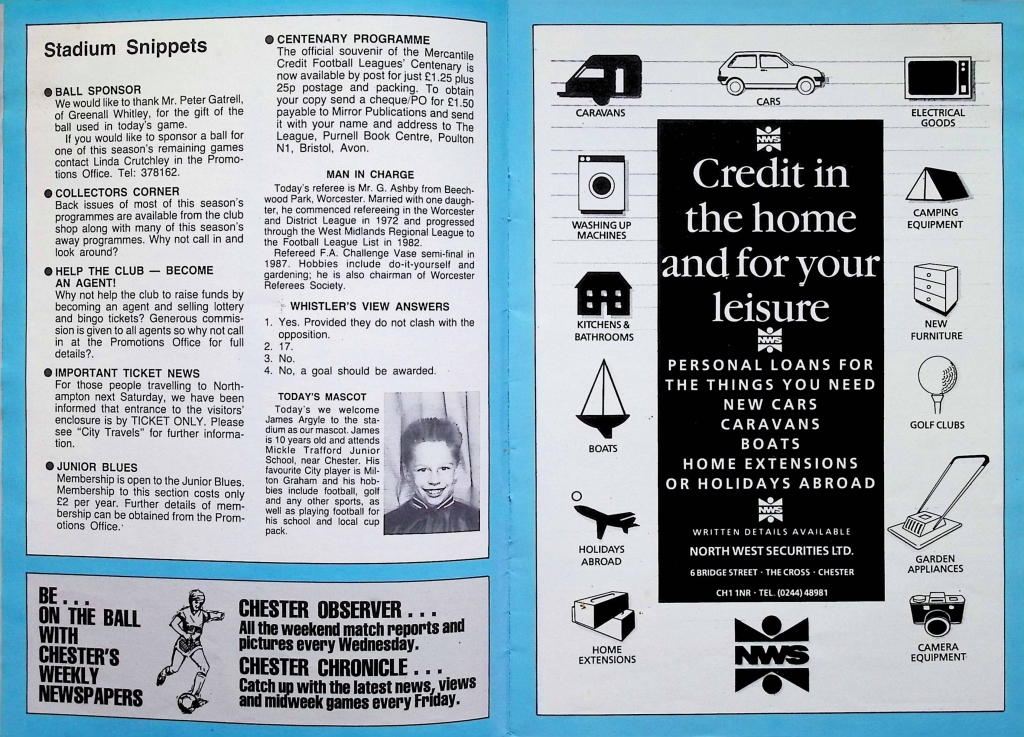 Stadium Snippets
● BALL SPONSOR
We would like to thank Mr. Peter Gatrell,
of Greenall Whitley, for the gift of the
ball used in today's game.
If you would like to sponsor a ball for
one of this season's remaining games
contact Linda Crutchley in the Promo-
tions Office. Tel: 378162.
● COLLECTORS CORNER
Back issues of most of this season's
programmes are available from the club
shop along with many of this season's
away programmes. Why not call in and
look around?
● HELP THE CLUB — BECOME
AN AGENT!
Why not help the club to raise funds by
becoming an agent and selling lottery
and bingo tickets? Generous commis-
sion is given to all agents so why not call
in at the Promotions Office for full
details?.
● IMPORTANT TICKET NEWS
For those people travelling to North-
ampton next Saturday, we have been
informed that entrance to the visitors'
enclosure is by TICKET ONLY. Please
see "City Travels" for further informa-
tion.
● JUNIOR BLUES
Membership is open to the Junior Blues.
Membership to this section costs only
£2 per year. Further details of mem-
bership can be obtained from the Prom-
otions Office.
● CENTENARY PROGRAMME
The official souvenir of the Mercantile
Credit Football Leagues' Centenary is
now available by post for just £1.25 plus
25p postage and packing. To obtain
your copy send a cheque/PO for £1.50
payable to Mirror Publications and send
it with your name and address to The
League, Purnell Book Centre, Poulton
N1, Bristol, Avon.
MAN IN CHARGE
Today's referee is Mr. G. Ashby from Beech-
wood Park, Worcester. Married with one daugh-
ter, he commenced refereeing in the Worcester
and District League in 1972 and progressed
through the West Midlands Regional League to
the Football League List in 1982.
Refereed F.A. Challenge Vase semi-final in
1987. Hobbies include do-it-yourself and
gardening; he is also chairman of Worcester
Referees Society.
WHISTLER'S VIEW ANSWERS
1. Yes. Provided they do not clash with the
opposition.
2. 17.
3. No.
4. No, a goal should be awarded.
TODAY'S MASCOT
Today's we welcome
James Argyle to the sta-
dium as our mascot. James
is 10 years old and attends
Mickle Trafford Junior
School, near Chester. His
favourite City player is Mil-
ton Graham and his hob-
bies include football, golf
and any other sports, as
well as playing football for
his school and local cup
pack.
BE . . .
ON THE BALL
WITH
CHESTER'S
WEEKLY
NEWSPAPERS
CHESTER OBSERVER . . .
All the weekend match reports and
pictures every Wednesday.
CHESTER CHRONICLE . . .
Catch up with the latest news, views
and midweek games every Friday.
CARAVANS
CARS
ELECTRICAL
GOODS
WASHING UP
MACHINES
CAMPING
EQUIPMENT
KITCHENS &
BATHROOMS
NEW
FURNITURE
BOATS
GOLF CLUBS
HOLIDAYS
ABROAD
GARDEN
APPLIANCES
HOME
EXTENSIONS
CAMERA
EQUIPMENT
NWS
Credit in
the home
and for your
leisure
NWS
PERSONAL LOANS FOR
THE THINGS YOU NEED
NEW CARS
CARAVANS
BOATS
HOME EXTENSIONS
OR HOLIDAYS ABROAD
NWS
WRITTEN DETAILS AVAILABLE
NORTH WEST SECURITIES LTD.
6 BRIDGE STREET · THE CROSS · CHESTER
CH1 1NR · TEL. (0244) 48981
NWS